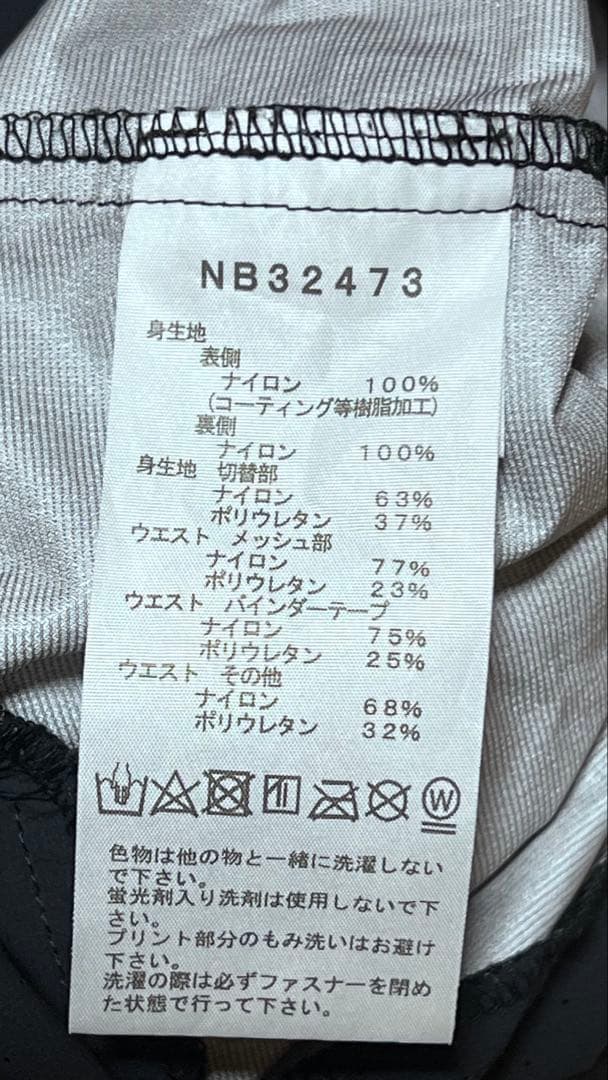 NB32473
身生地
表側
ナイロン 100%
(コーティング等樹脂加工)
裏側
ナイロン 100%
身生地 切替部
ナイロン 63%
ポリウレタン 37%
ウエスト メッシュ部
ナイロン 77%
ポリウレタン 23%
ウエスト バインダーテープ
ナイロン 75%
ポリウレタン 25%
ウエスト その他
ナイロン 68%
ポリウレタン 32%
W
色物は他の物と一緒に洗濯しない
で下さい。
蛍光剤入り洗剤は使用しないで下
さい。
プリント部分のもみ洗いはお避け
下さい。
洗濯の際は必ずファスナーを閉め
た状態で行って下さい。